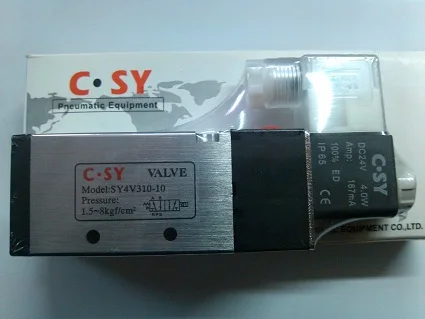 C·SY
Pneumatic Equipment
C·SY VALVE
Model:SY4V310-10
Pressure:
1.5~8kgf/cm²
C·SY
DC24V 4.0W
Amp: 167mA
100% ED
IP65 CE
EQUIPMENT CO.,LTD.